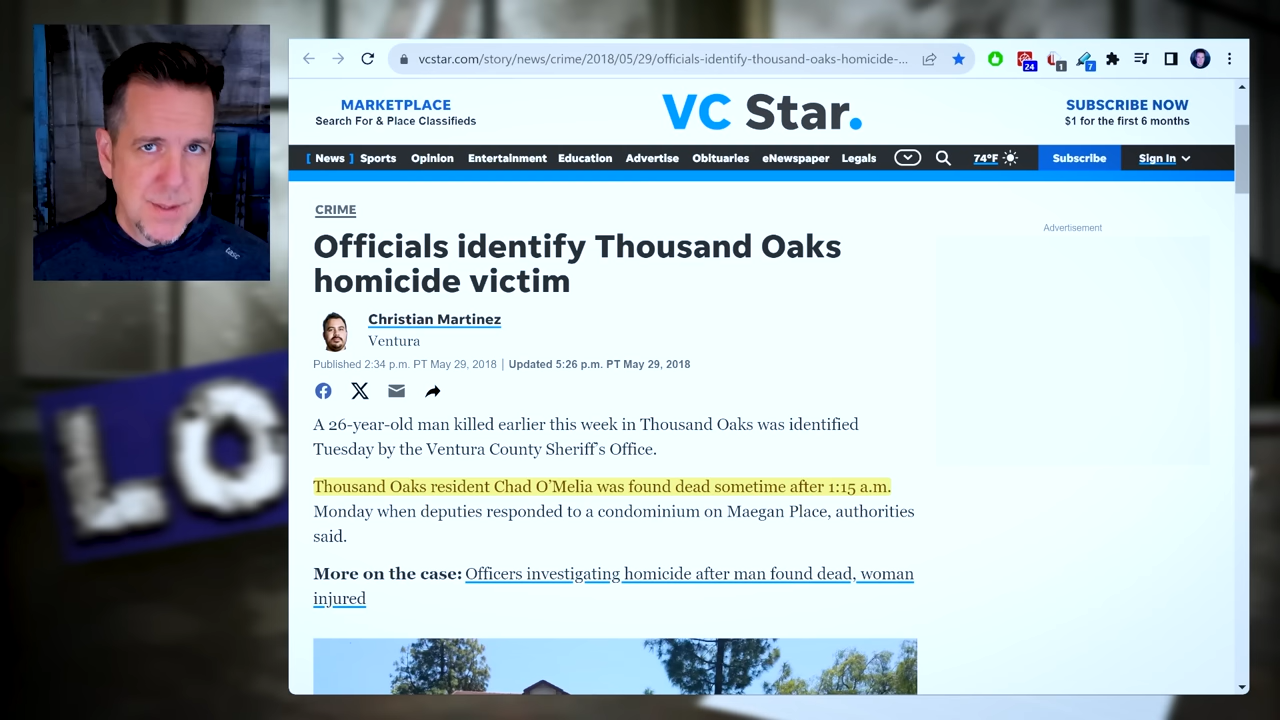 vcstar.com/story/news/crime/2018/05/29/officials-identify-thousand-oaks-homicide-...
24
1
7
MARKETPLACE
Search For & Place Classifieds
VC Star.
SUBSCRIBE NOW
$1 for the first 6 months
[ News ] Sports Opinion Entertainment Education Advertise Obituaries eNewspaper Legals 74°F Subscribe Sign In
CRIME
Advertisement
Officials identify Thousand Oaks
homicide victim
Christian Martinez
Ventura
Published 2:34 p.m. PT May 29, 2018 | Updated 5:26 p.m. PT May 29, 2018
A 26-year-old man killed earlier this week in Thousand Oaks was identified
Tuesday by the Ventura County Sheriff's Office.
Thousand Oaks resident Chad O'Melia was found dead sometime after 1:15 a.m.
Monday when deputies responded to a condominium on Maegan Place, authorities
said.
More on the case: Officers investigating homicide after man found dead, woman
injured
LO